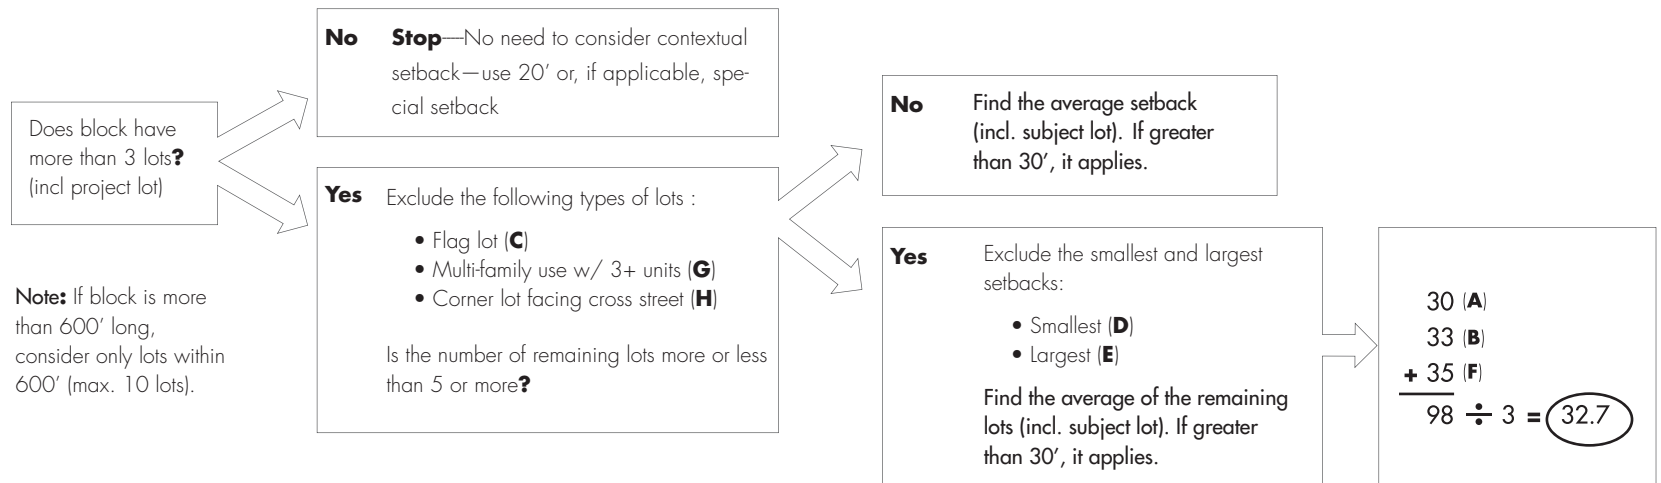 Does block have
more than 3 lots?
(incl project lot)
Note: If block is more
than 600' long,
consider only lots within
600' (max. 10 lots).
No Stop—No need to consider contextual
setback—use 20' or, if applicable, spe-
cial setback
Yes Exclude the following types of lots :
• Flag lot (C)
• Multi-family use w/ 3+ units (G)
• Corner lot facing cross street (H)
Is the number of remaining lots more or less
than 5 or more?
No Find the average setback
(incl. subject lot). If greater
than 30', it applies.
Yes Exclude the smallest and largest
setbacks:
• Smallest (D)
• Largest (E)
Find the average of the remaining
lots (incl. subject lot). If greater
than 30', it applies.
30 (A)
33 (B)
+ 35 (F)
98 ÷ 3 = 32.7